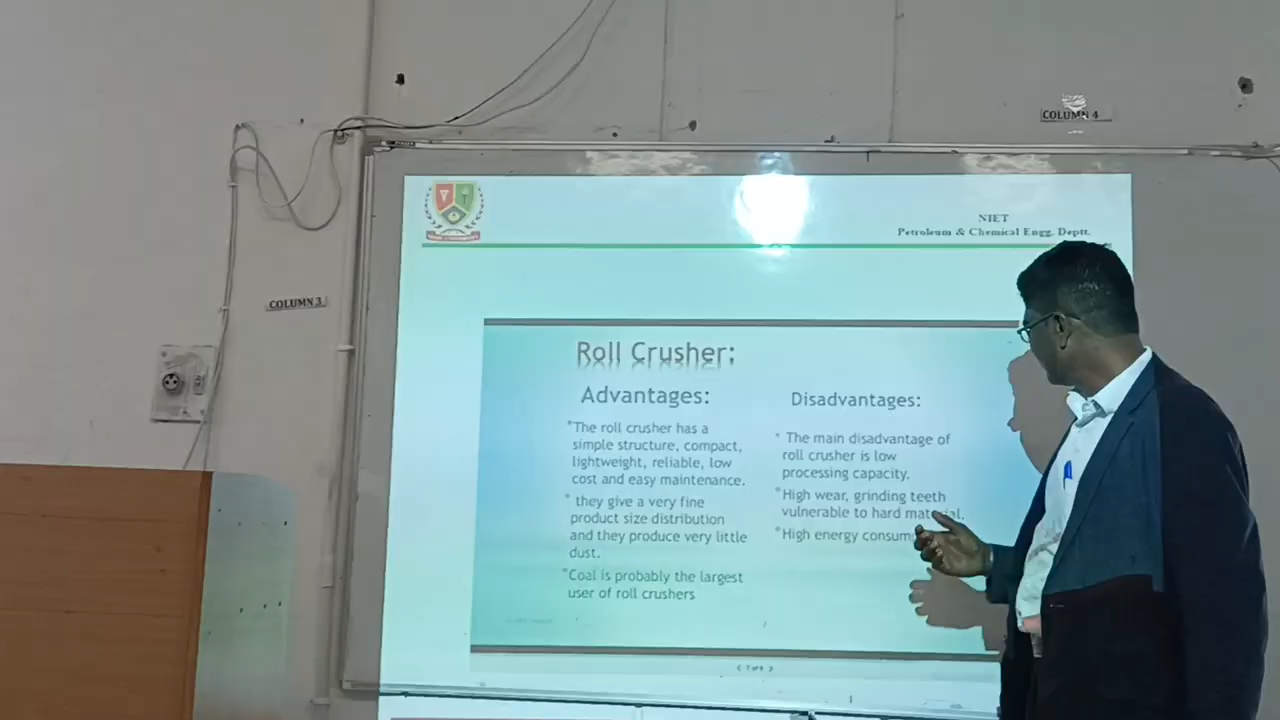 COLUMN 4
NIET
Petroleum & Chemical Engg. Deptt.
COLUMN 3
Roll Crusher:
Advantages:
*The roll crusher has a
simple structure, compact,
lightweight, reliable, low
cost and easy maintenance.
* they give a very fine
product size distribution
and they produce very little
dust.
*Coal is probably the largest
user of roll crushers
Disadvantages:
* The main disadvantage of
roll crusher is low
processing capacity.
*High wear, grinding teeth
vulnerable to hard material.
*High energy